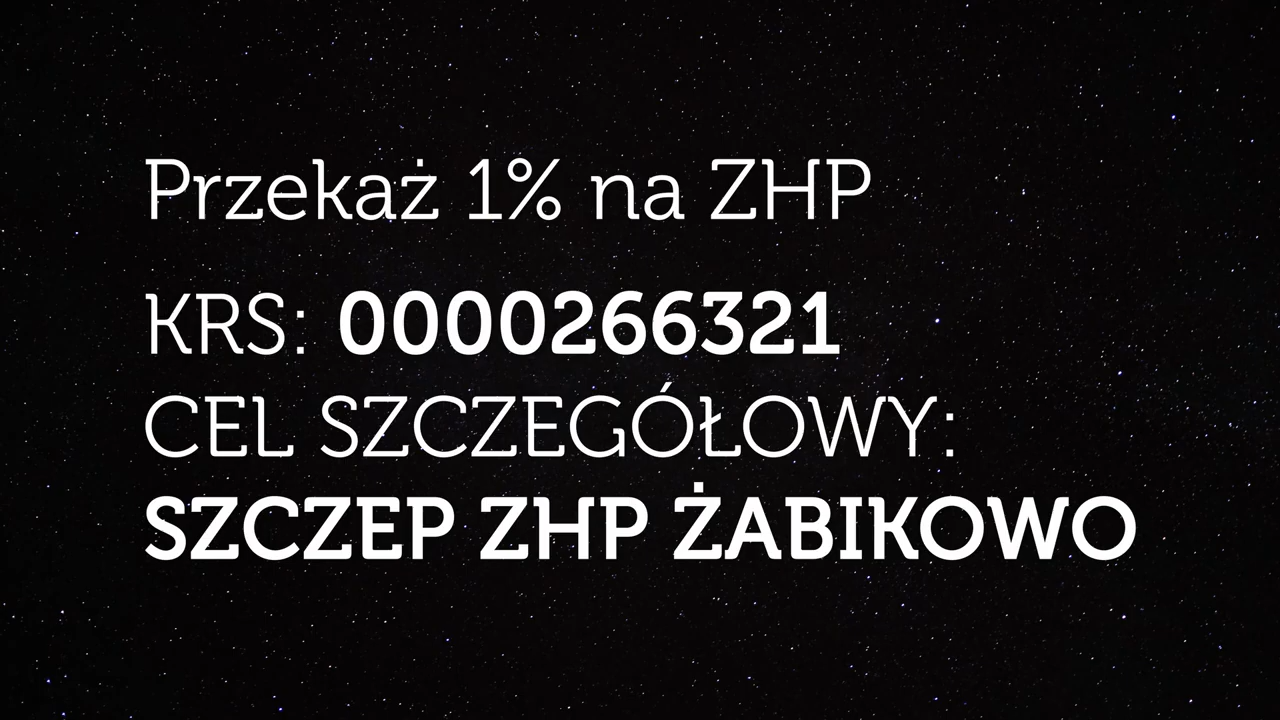 Przekaż 1% na ZHP
KRS: 0000266321
CEL SZCZEGÓŁOWY:
SZCZEP ZHP ŻABIKOWO